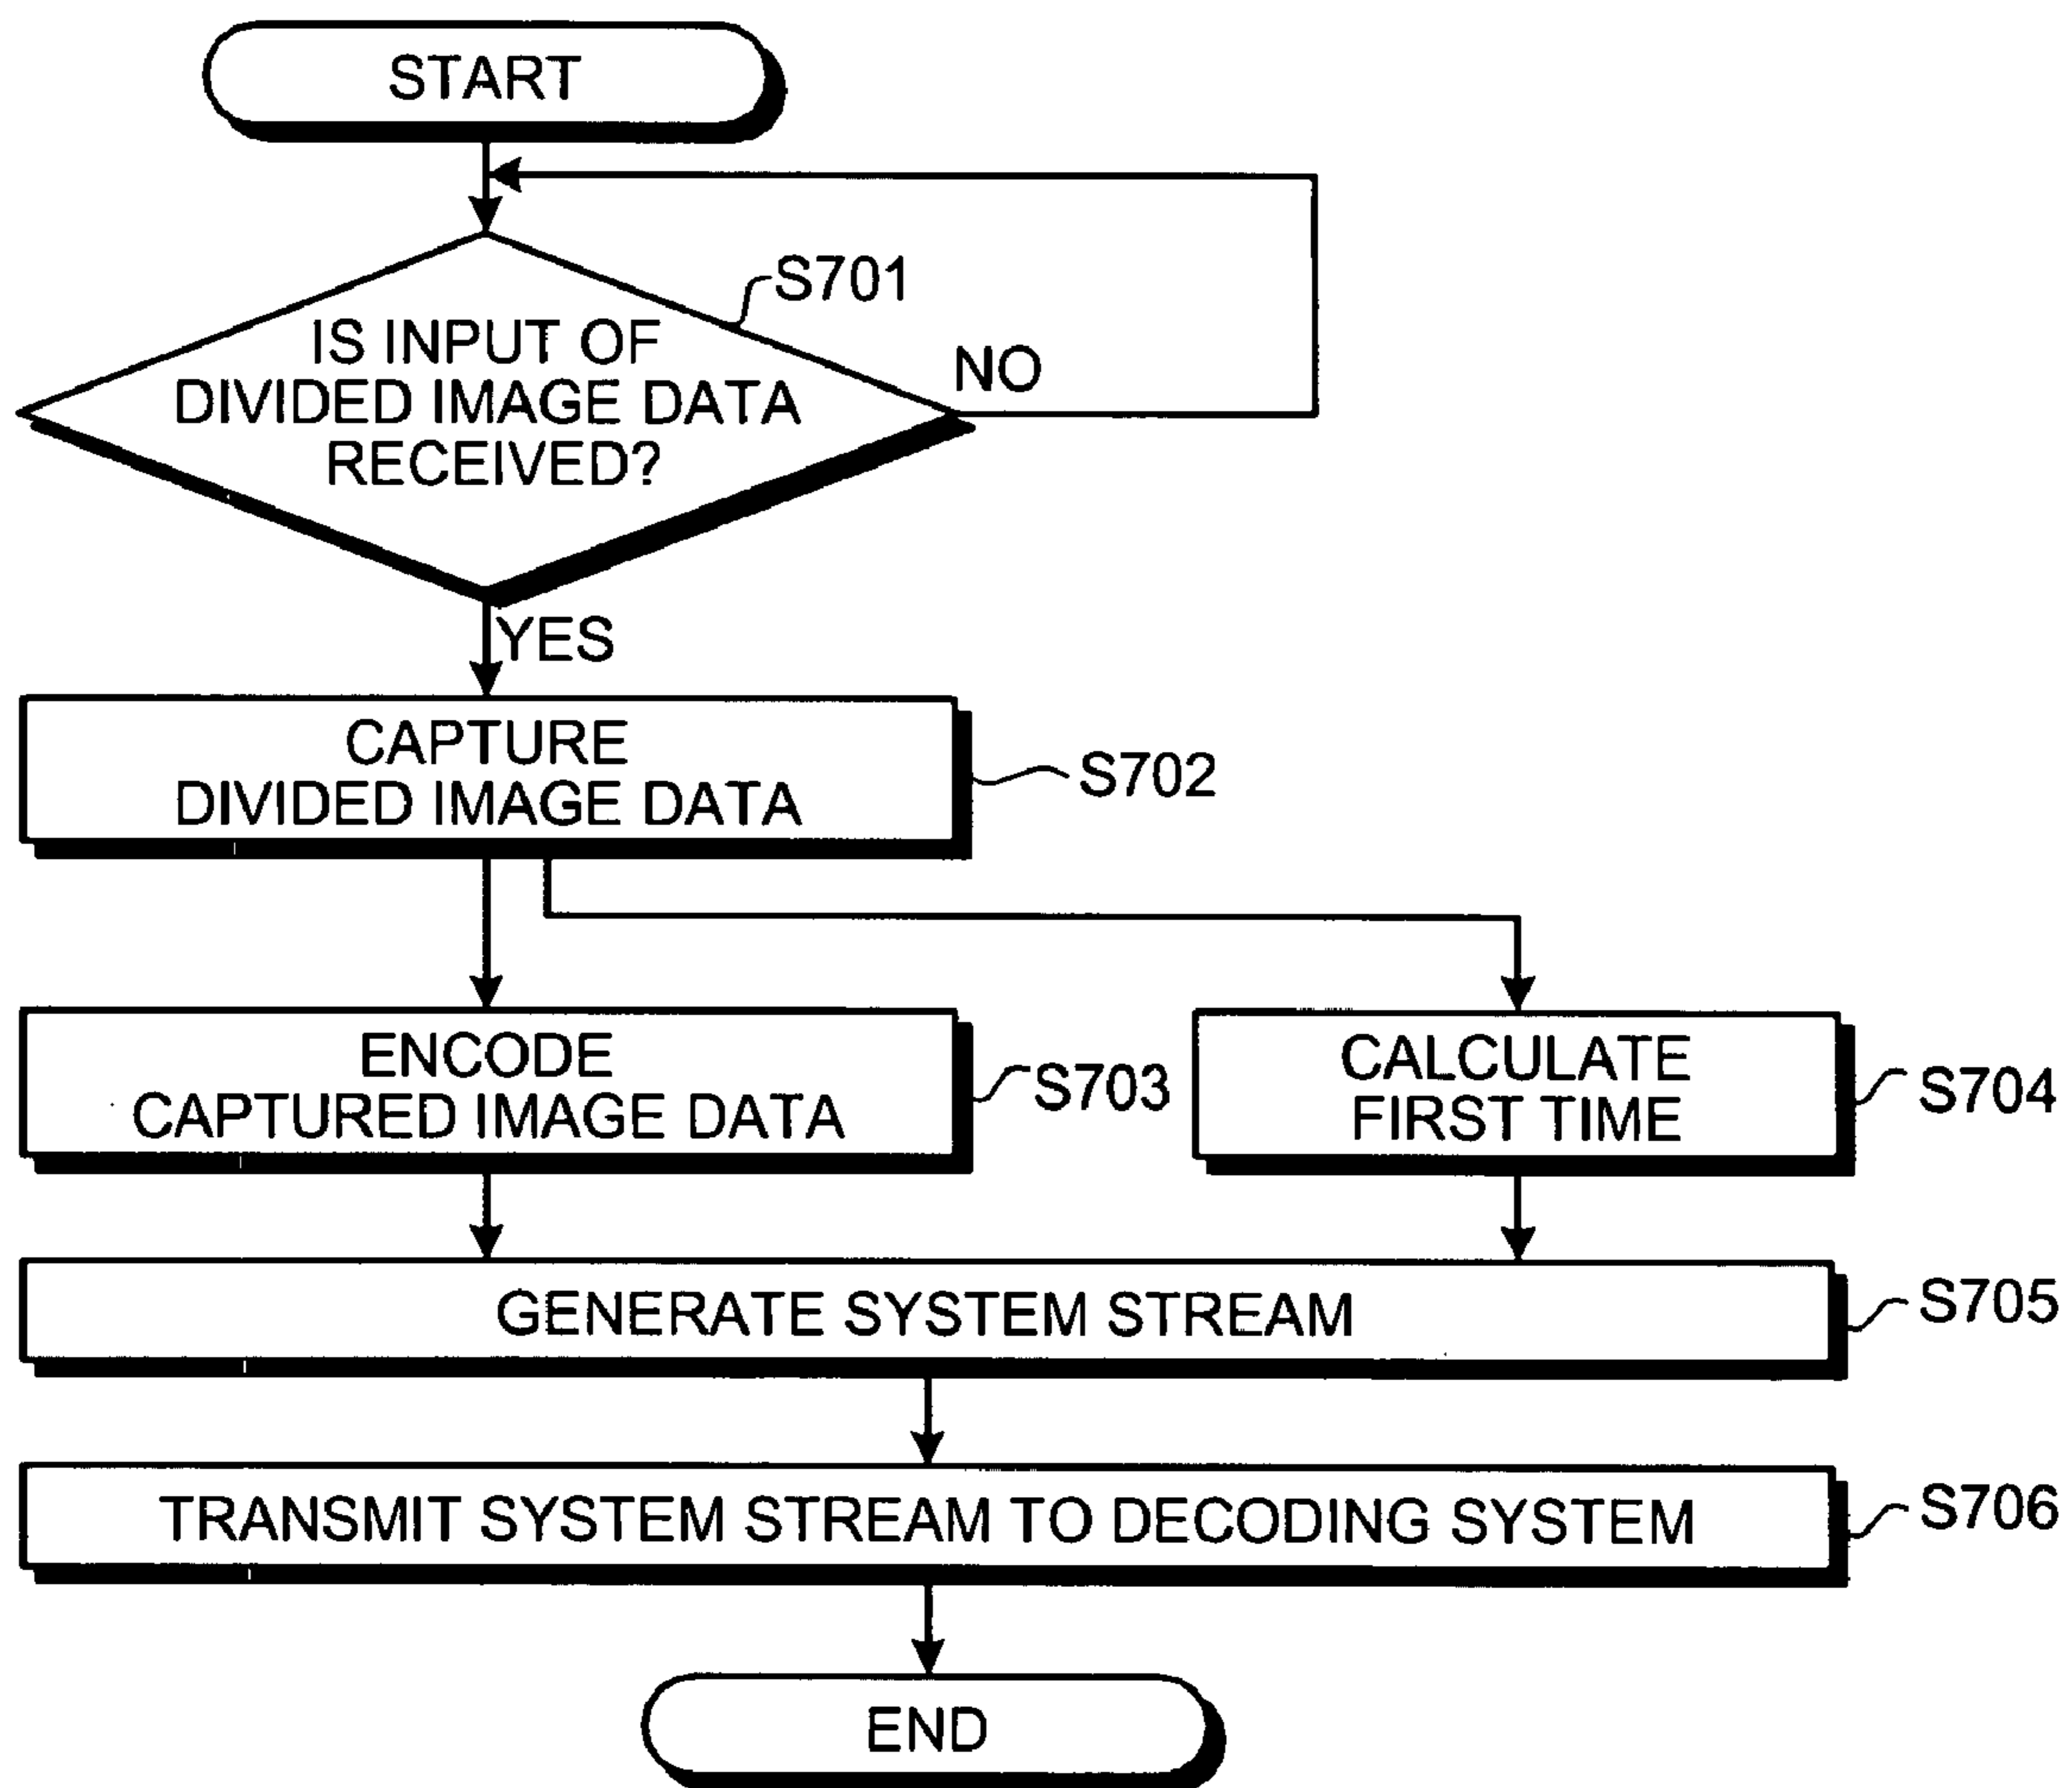 START
S701
IS INPUT OF
DIVIDED IMAGE DATA
RECEIVED?
NO
YES
CAPTURE
DIVIDED IMAGE DATA
S702
ENCODE
CAPTURED IMAGE DATA
S703
CALCULATE
FIRST TIME
S704
GENERATE SYSTEM STREAM
S705
TRANSMIT SYSTEM STREAM TO DECODING SYSTEM
S706
END